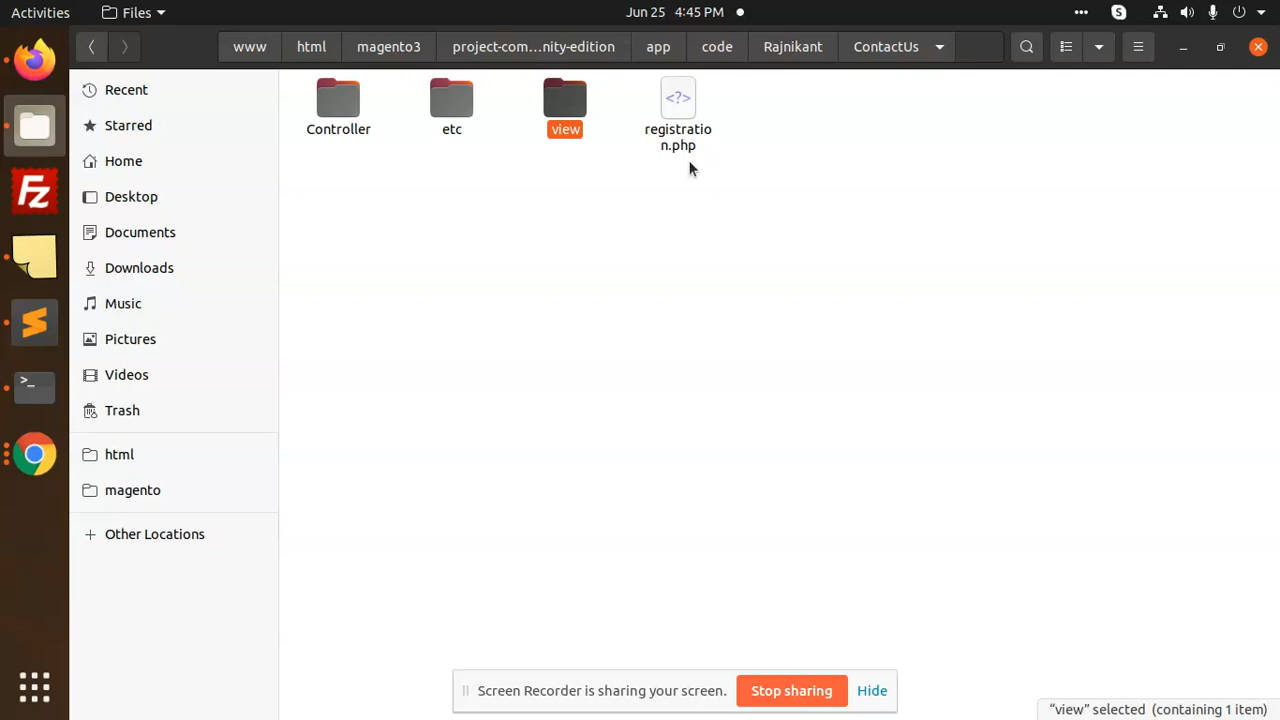 Activities Files Jun 25 4:45 PM
www html magento3 project-com…nity-edition app code Rajnikant ContactUs
Recent
Starred
Home
Desktop
Documents
Downloads
Music
Pictures
Videos
Trash
html
magento
Other Locations
Controller
etc
view
registratio
n.php
Screen Recorder is sharing your screen. Stop sharing Hide
“view” selected (containing 1 item)